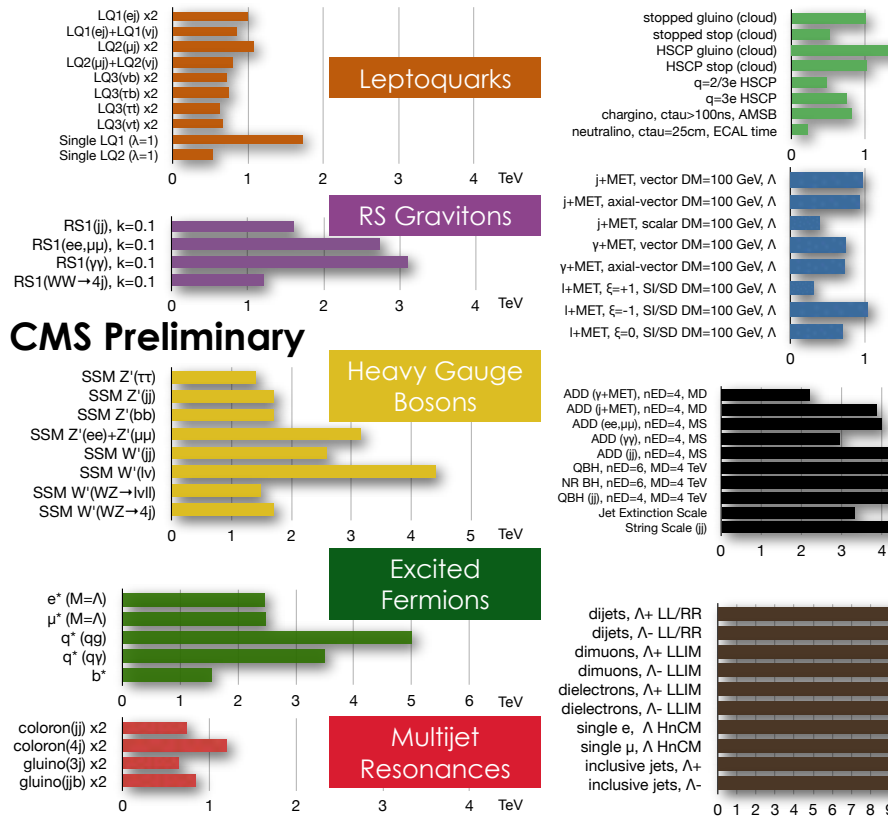 LQ1(ej) x2
LQ1(ej)+LQ1(νj)
LQ2(μj) x2
LQ2(μj)+LQ2(νj)
LQ3(νb) x2
LQ3(τb) x2
LQ3(τt) x2
LQ3(vt) x2
Single LQ1 (λ=1)
Single LQ2 (λ=1)
Leptoquarks
0 1 2 3 4 TeV
RS Gravitons
RS1(jj), k=0.1
RS1(ee,μμ), k=0.1
RS1(γγ), k=0.1
RS1(WW→4j), k=0.1
0 1 2 3 4 TeV
CMS Preliminary
Heavy Gauge
Bosons
SSM Z'(ττ)
SSM Z'(jj)
SSM Z'(bb)
SSM Z'(ee)+Z'(μμ)
SSM W'(jj)
SSM W'(lv)
SSM W'(WZ→lvll)
SSM W'(WZ→4j)
0 1 2 3 4 5 TeV
Excited
Fermions
e* (M=Λ)
μ* (M=Λ)
q* (qg)
q* (qγ)
b*
0 1 2 3 4 5 6 TeV
Multijet
Resonances
coloron(jj) x2
coloron(4j) x2
gluino(3j) x2
gluino(jjb) x2
0 1 2 3 4 TeV
stopped gluino (cloud)
stopped stop (cloud)
HSCP gluino (cloud)
HSCP stop (cloud)
q=2/3e HSCP
q=3e HSCP
chargino, ctau>100ns, AMSB
neutralino, ctau=25cm, ECAL time
0 1
j+MET, vector DM=100 GeV, Λ
j+MET, axial-vector DM=100 GeV, Λ
j+MET, scalar DM=100 GeV, Λ
γ+MET, vector DM=100 GeV, Λ
γ+MET, axial-vector DM=100 GeV, Λ
l+MET, ξ=+1, SI/SD DM=100 GeV, Λ
l+MET, ξ=-1, SI/SD DM=100 GeV, Λ
l+MET, ξ=0, SI/SD DM=100 GeV, Λ
0 1
ADD (γ+MET), nED=4, MD
ADD (j+MET), nED=4, MD
ADD (ee,μμ), nED=4, MS
ADD (γγ), nED=4, MS
ADD (jj), nED=4, MS
QBH, nED=6, MD=4 TeV
NR BH, nED=6, MD=4 TeV
QBH (jj), nED=4, MD=4 TeV
Jet Extinction Scale
String Scale (jj)
0 1 2 3 4
dijets, Λ+ LL/RR
dijets, Λ- LL/RR
dimuons, Λ+ LLIM
dimuons, Λ- LLIM
dielectrons, Λ+ LLIM
dielectrons, Λ- LLIM
single e, Λ HnCM
single μ, Λ HnCM
inclusive jets, Λ+
inclusive jets, Λ-
0 1 2 3 4 5 6 7 8 9